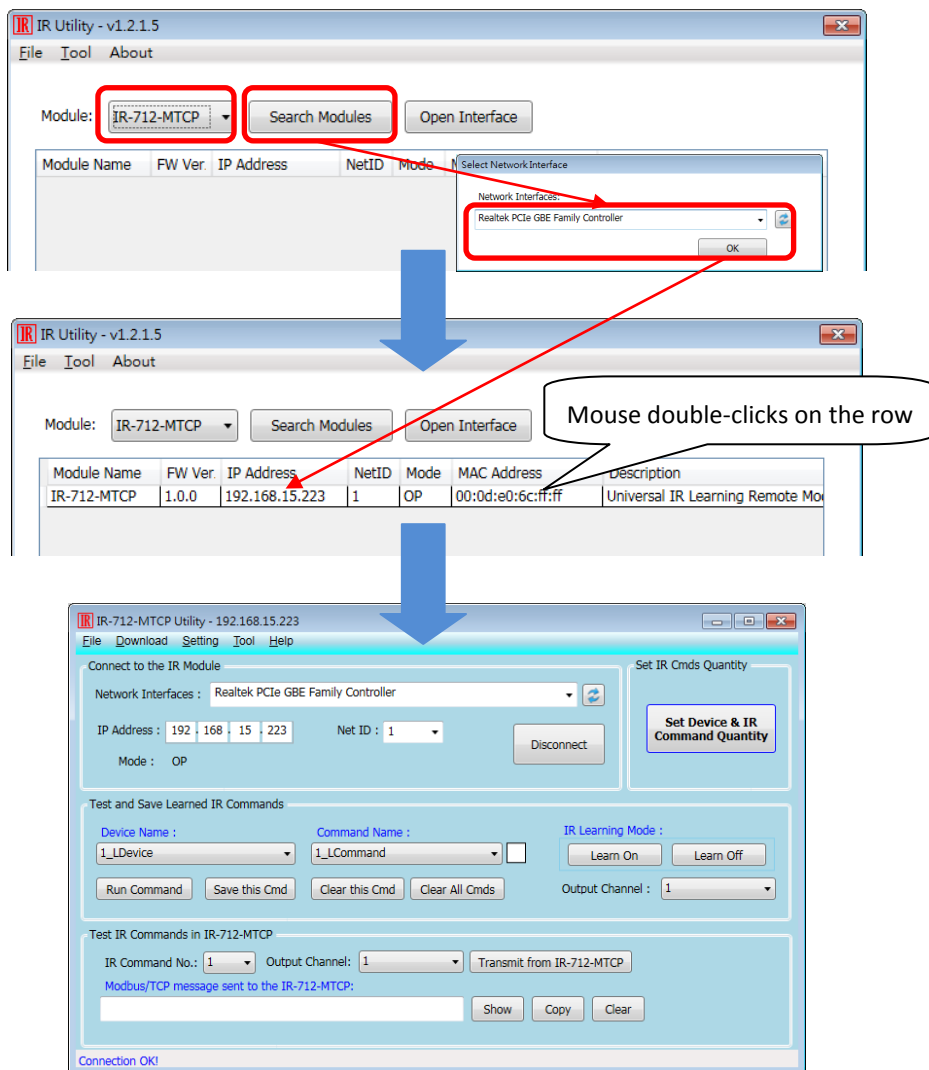 IR IR Utility - v1.2.1.5
File Tool About
Module: IR-712-MTCP Search Modules Open Interface
Module Name FW Ver. IP Address NetID Mode
Select Network Interface
Network Interfaces:
Realtek PCIe GBE Family Controller
OK
IR IR Utility - v1.2.1.5
File Tool About
Mouse double-clicks on the row
Module: IR-712-MTCP Search Modules Open Interface
Module Name FW Ver. IP Address NetID Mode MAC Address Description
IR-712-MTCP 1.0.0 192.168.15.223 1 OP 00:0d:e0:6c:ff:ff Universal IR Learning Remote Mo
IR IR-712-MTCP Utility - 192.168.15.223
File Download Setting Tool Help
Connect to the IR Module Set IR Cmds Quantity
Network Interfaces : Realtek PCIe GBE Family Controller
IP Address : 192 . 168 . 15 . 223 Net ID : 1 Disconnect
Mode : OP
Set Device & IR
Command Quantity
Test and Save Learned IR Commands
Device Name : Command Name : IR Learning Mode :
1_LDevice 1_LCommand Learn On Learn Off
Run Command Save this Cmd Clear this Cmd Clear All Cmds Output Channel : 1
Test IR Commands in IR-712-MTCP
IR Command No.: 1 Output Channel: 1 Transmit from IR-712-MTCP
Modbus/TCP message sent to the IR-712-MTCP:
Show Copy Clear
Connection OK!